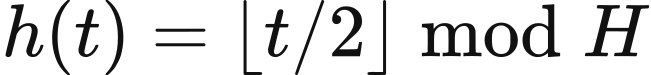 h(t) = ⌊t/2⌋ mod H